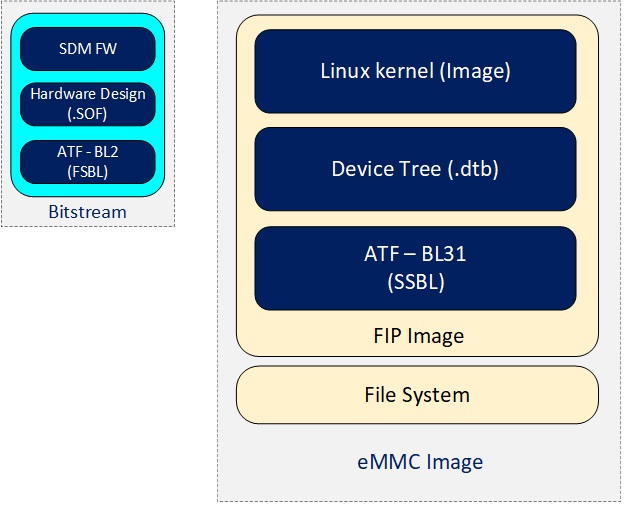 SDM FW
Hardware Design
(.SOF)
ATF - BL2
(FSBL)
Bitstream
Linux kernel (Image)
Device Tree (.dtb)
ATF – BL31
(SSBL)
FIP Image
File System
eMMC Image